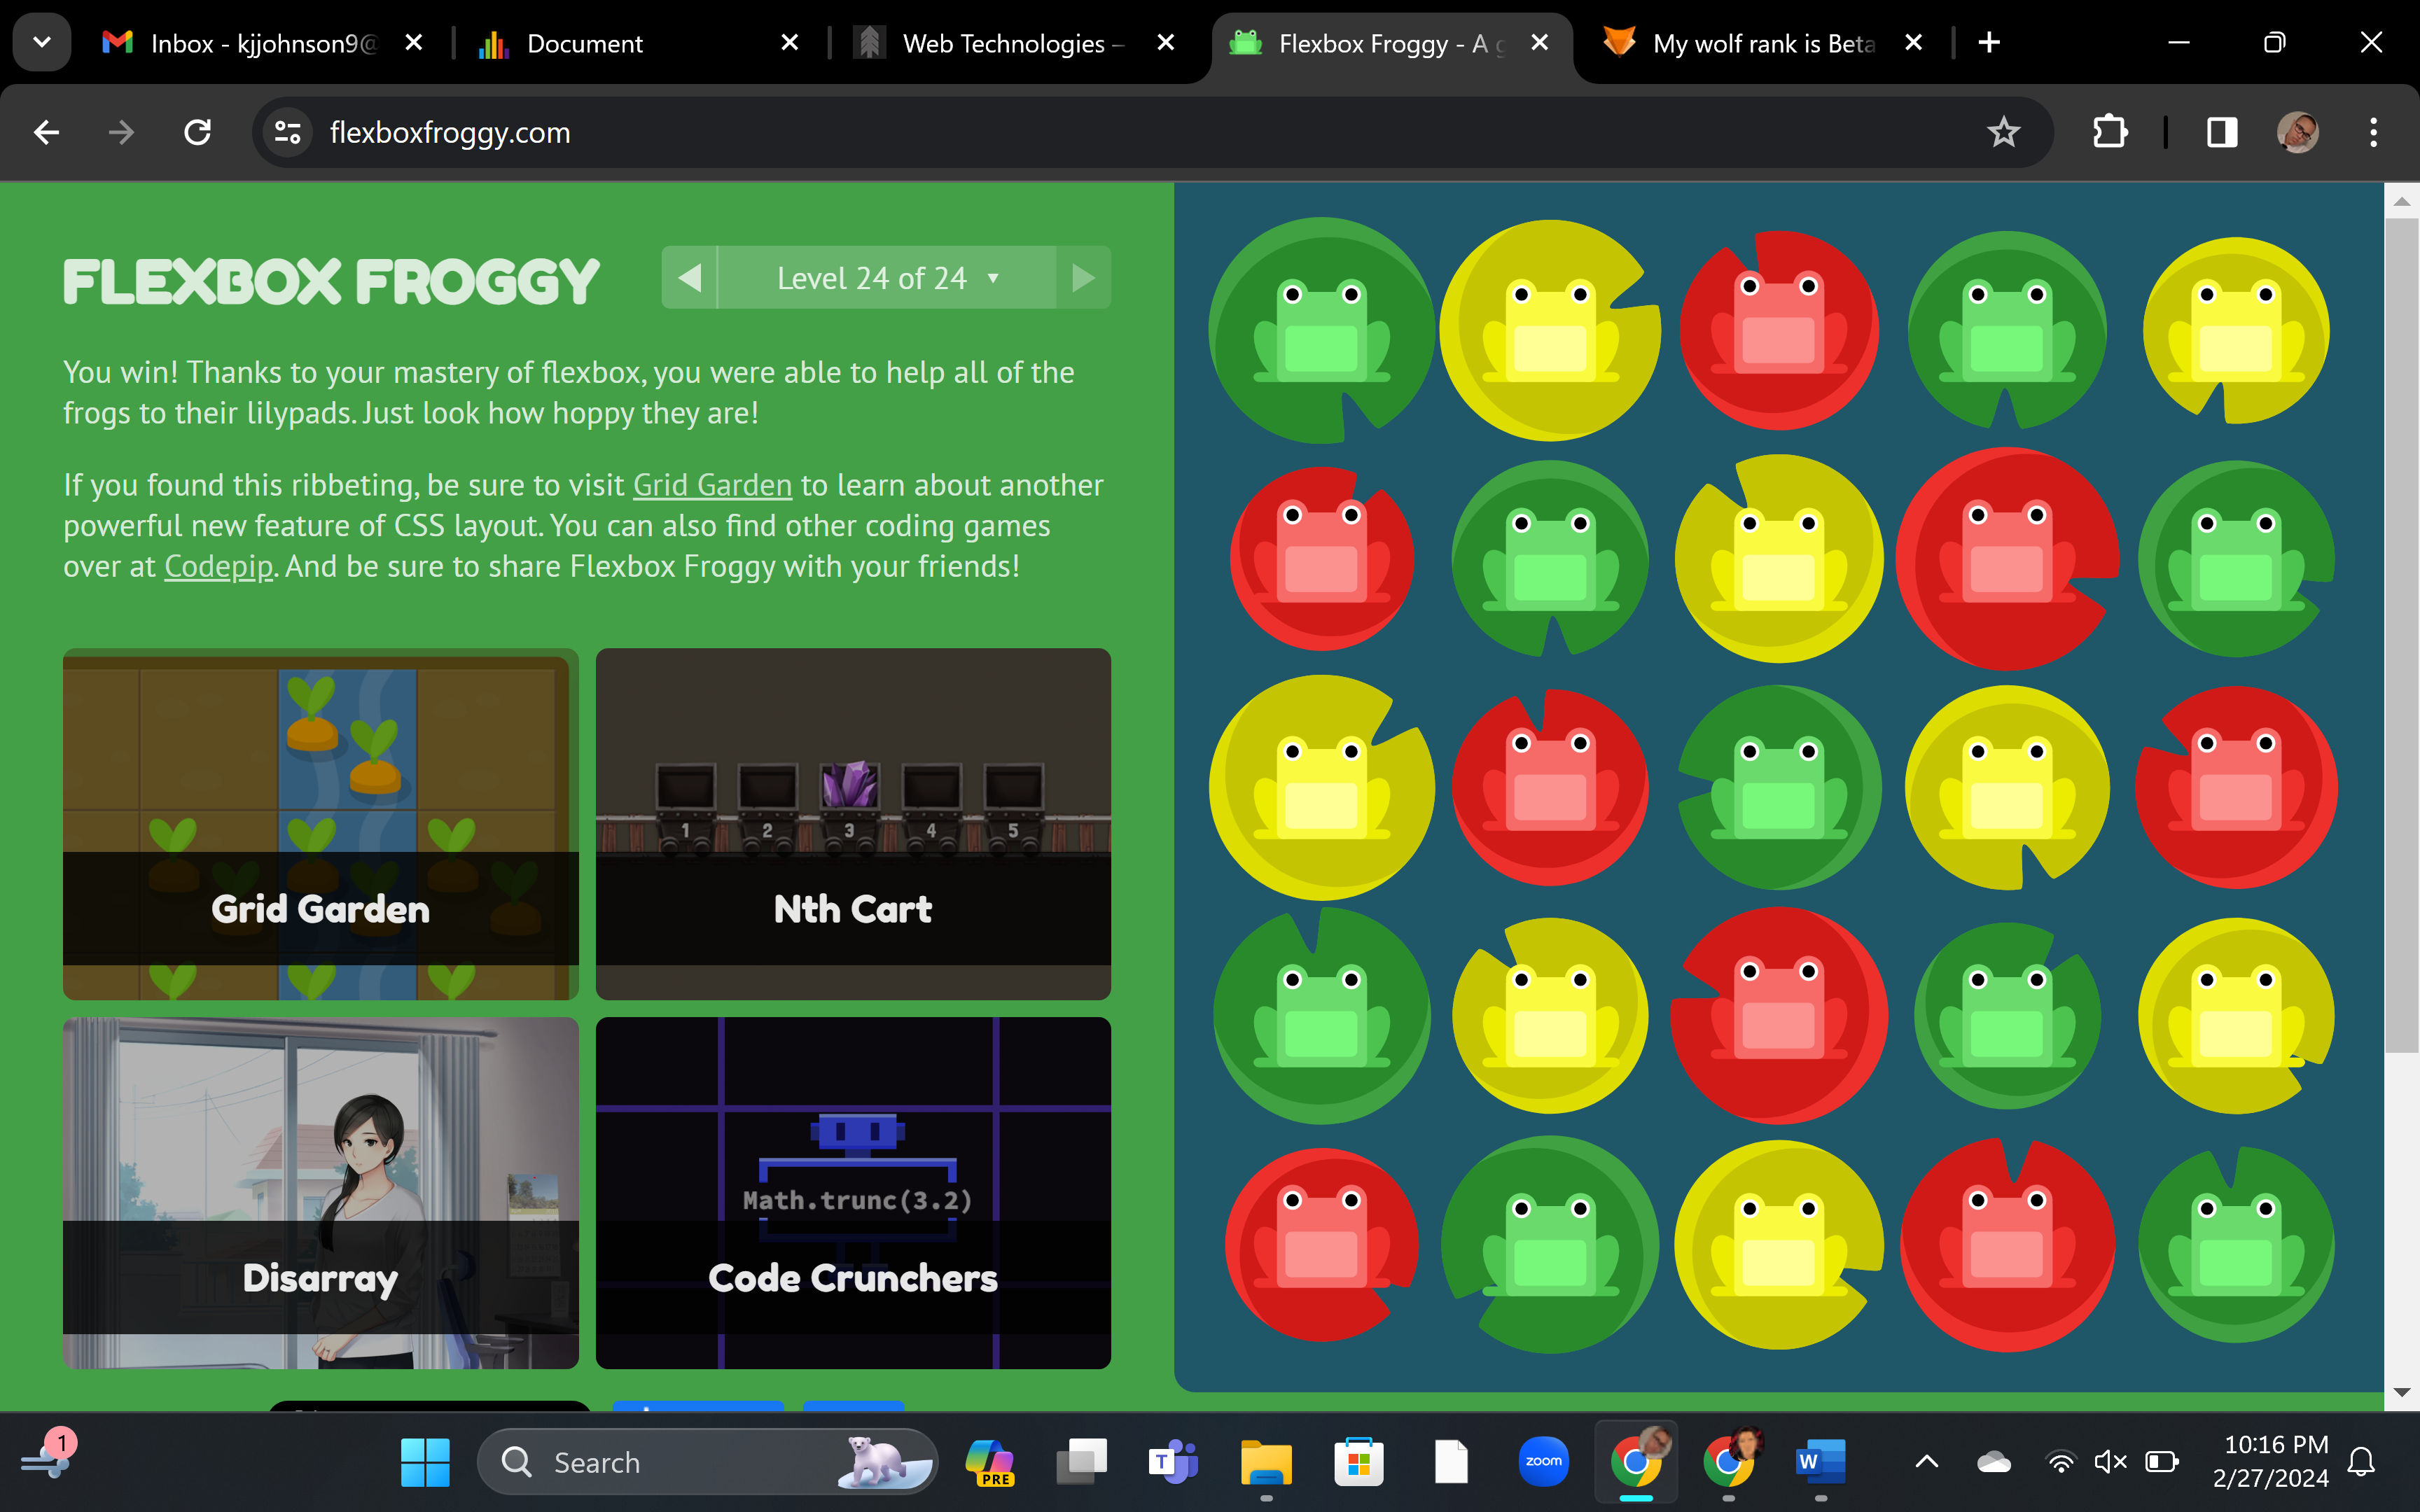 Inbox - kjjohnson9@
Document
Web Technologies –
Flexbox Froggy - A g
My wolf rank is Beta
flexboxfroggy.com
FLEXBOX FROGGY
Level 24 of 24 ▼
You win! Thanks to your mastery of flexbox, you were able to help all of the
frogs to their lilypads. Just look how hoppy they are!
If you found this ribbeting, be sure to visit Grid Garden to learn about another
powerful new feature of CSS layout. You can also find other coding games
over at Codepip. And be sure to share Flexbox Froggy with your friends!
Grid Garden
1 2 3 4 5
Nth Cart
Disarray
Math.trunc(3.2)
Code Crunchers
1
Search
PRE
T
zoom
W
10:16 PM
2/27/2024